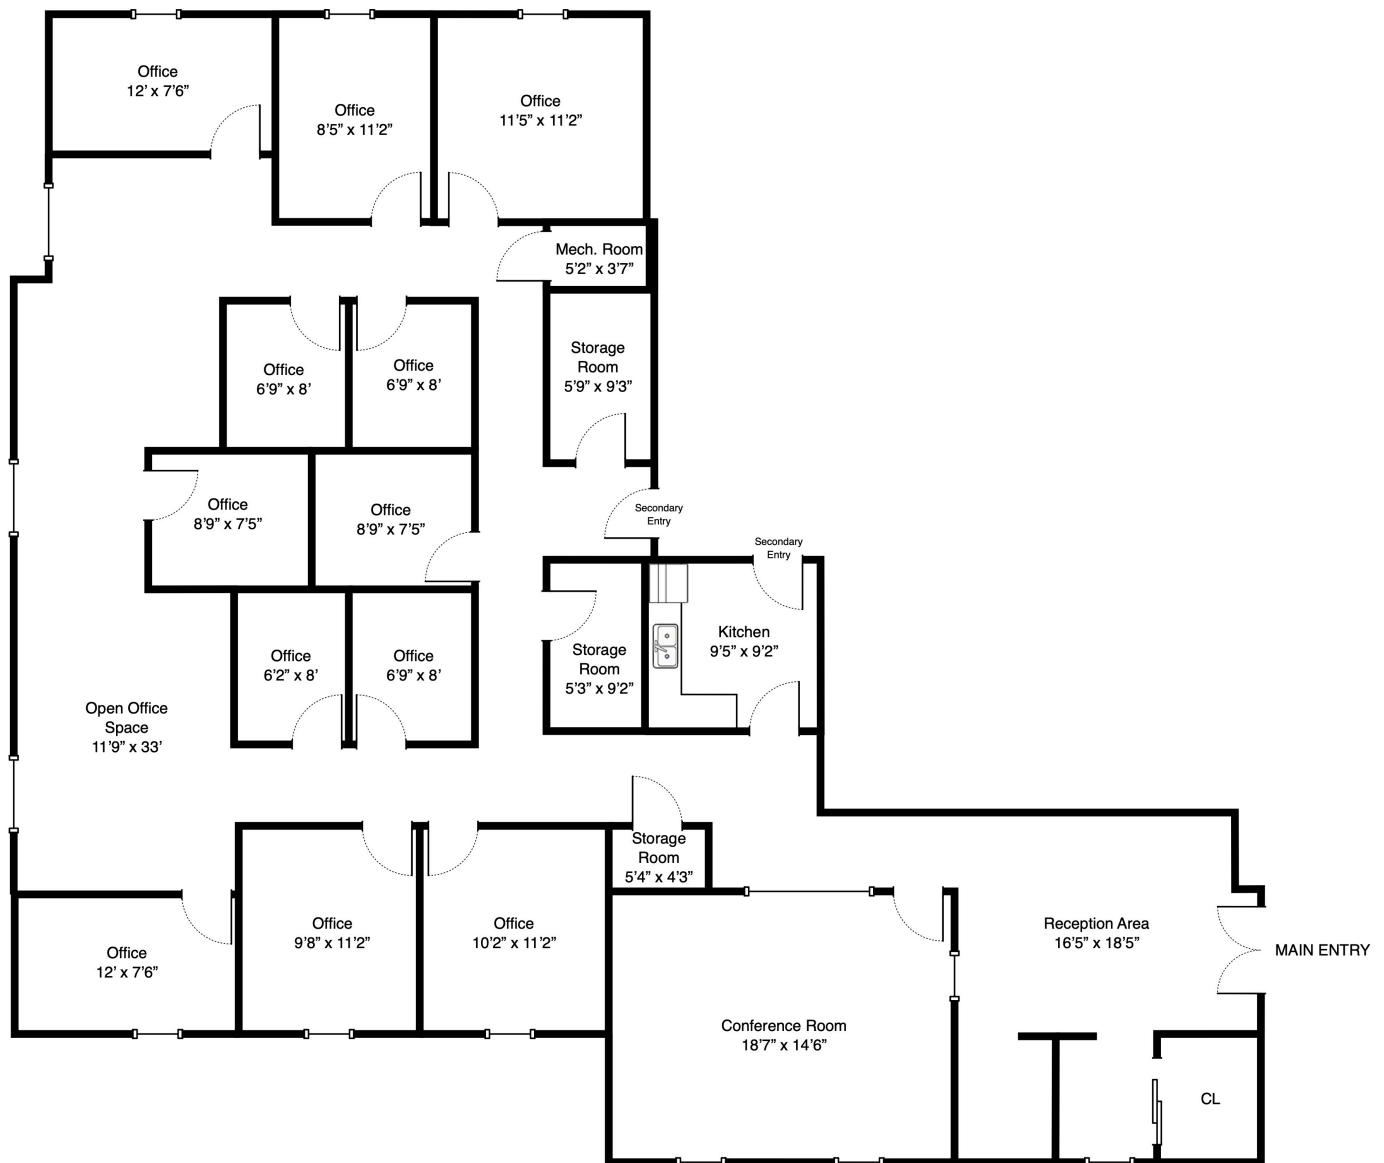 Office
12’ x 7’6”
Office
8’5” x 11’2”
Office
11’5” x 11’2”
Mech. Room
5’2” x 3’7”
Storage
Room
5’9” x 9’3”
Office
6’9” x 8’
Office
6’9” x 8’
Office
8’9” x 7’5”
Office
8’9” x 7’5”
Secondary
Entry
Secondary
Entry
Office
6’2” x 8’
Office
6’9” x 8’
Storage
Room
5’3” x 9’2”
Kitchen
9’5” x 9’2”
Open Office
Space
11’9” x 33’
Storage
Room
5’4” x 4’3”
Office
12’ x 7’6”
Office
9’8” x 11’2”
Office
10’2” x 11’2”
Conference Room
18’7” x 14’6”
Reception Area
16’5” x 18’5”
MAIN ENTRY
CL